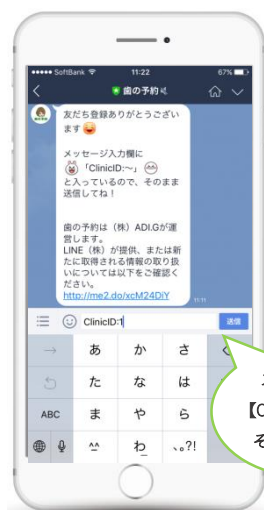 SoftBank 11:22 67%
歯の予約
友だち登録ありがとうござい
ます
メッセージ入力欄に
「ClinicID:～」
と入っているので、そのまま
送信してね！
歯の予約は（株）ADI.Gが運
営します。
LINE（株）が提供、または新
たに取得される情報の取り扱
いについては以下をご確認く
ださい。
http://me2.do/xcM24DiY
11:11
ClinicID:1 送信
→ あ か さ
た な は
ABC ま や ら
^^ わ 、。?!